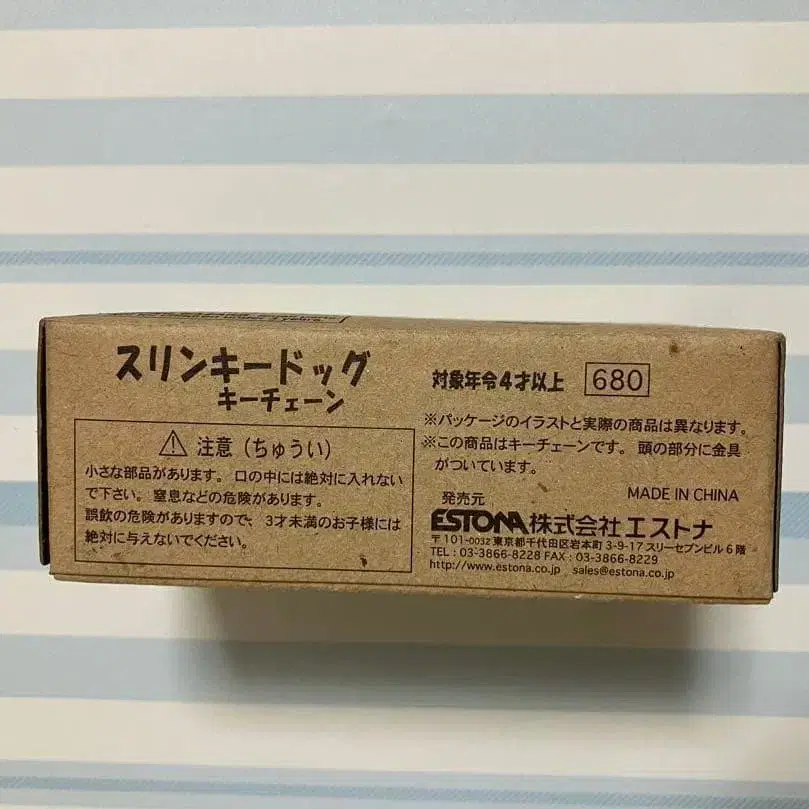 スリンキードッグ
キーチェーン
⚠ 注意（ちゅうい）
小さな部品があります。口の中には絶対に入れない
で下さい。窒息などの危険があります。
誤飲の危険がありますので、3才未満のお子様には
絶対に与えないでください。
対象年令4才以上 680
※パッケージのイラストと実際の商品は異なります。
※この商品はキーチェーンです。頭の部分に金具
がついています。
MADE IN CHINA
発売元
ESTONA株式会社エストナ
〒101-0032 東京都千代田区岩本町3-9-17スリーセブンビル6階
TEL：03-3866-8228 FAX：03-3866-8229
http://www.estona.co.jp sales@estona.co.jp